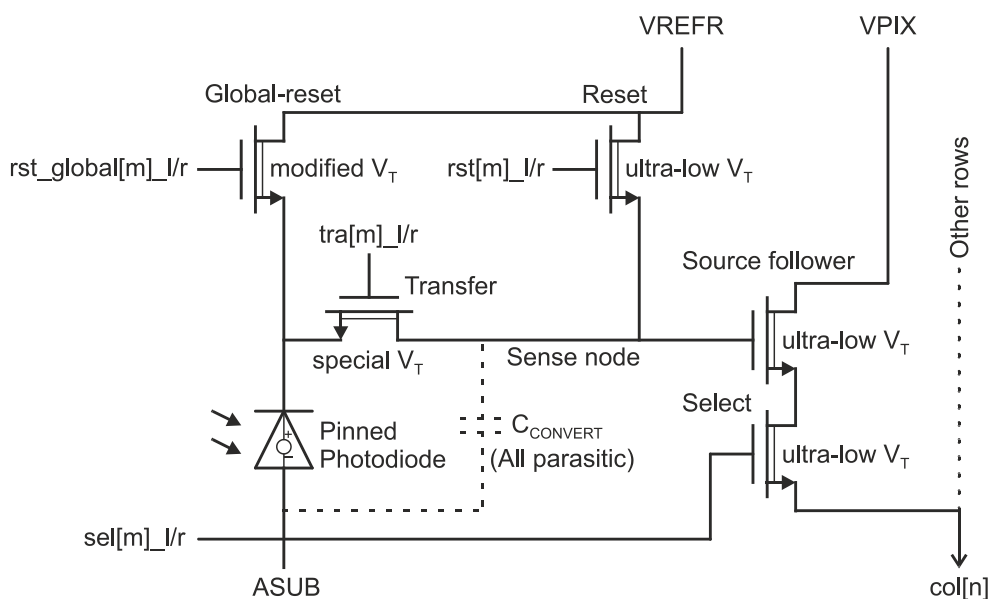 VREFR
VPIX
Global-reset
Reset
rst_global[m]_l/r
modified V_T
rst[m]_l/r
ultra-low V_T
Other rows
tra[m]_l/r
Transfer
Source follower
special V_T
Sense node
ultra-low V_T
Select
Pinned
Photodiode
+
−
C_CONVERT
(All parasitic)
ultra-low V_T
sel[m]_l/r
ASUB
col[n]